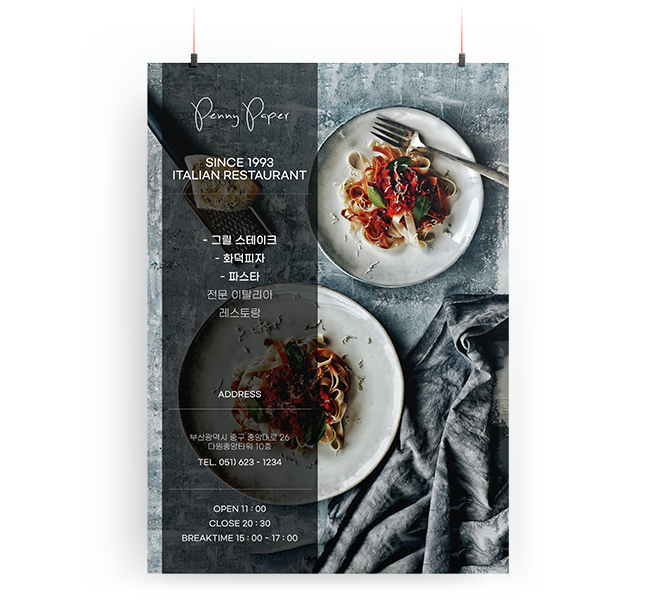 Penny Paper
SINCE 1993
ITALIAN RESTAURANT
- 그릴 스테이크
- 화덕피자
- 파스타
전문 이탈리아
레스토랑
ADDRESS
부산광역시 중구 중앙대로 26
다원중앙타워 10층
TEL. 051) 623 - 1234
OPEN 11 : 00
CLOSE 20 : 30
BREAKTIME 15 : 00 ~ 17 : 00